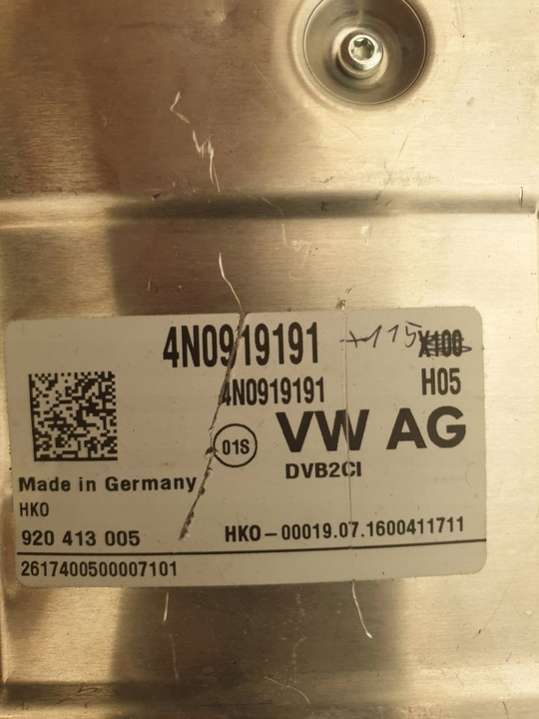 4N0919191 X115 X100
4N0919191 H05
01S VW AG
DVB2CI
Made in Germany
HKO
920 413 005 HKO-00019.07.1600411711
2617400500007101